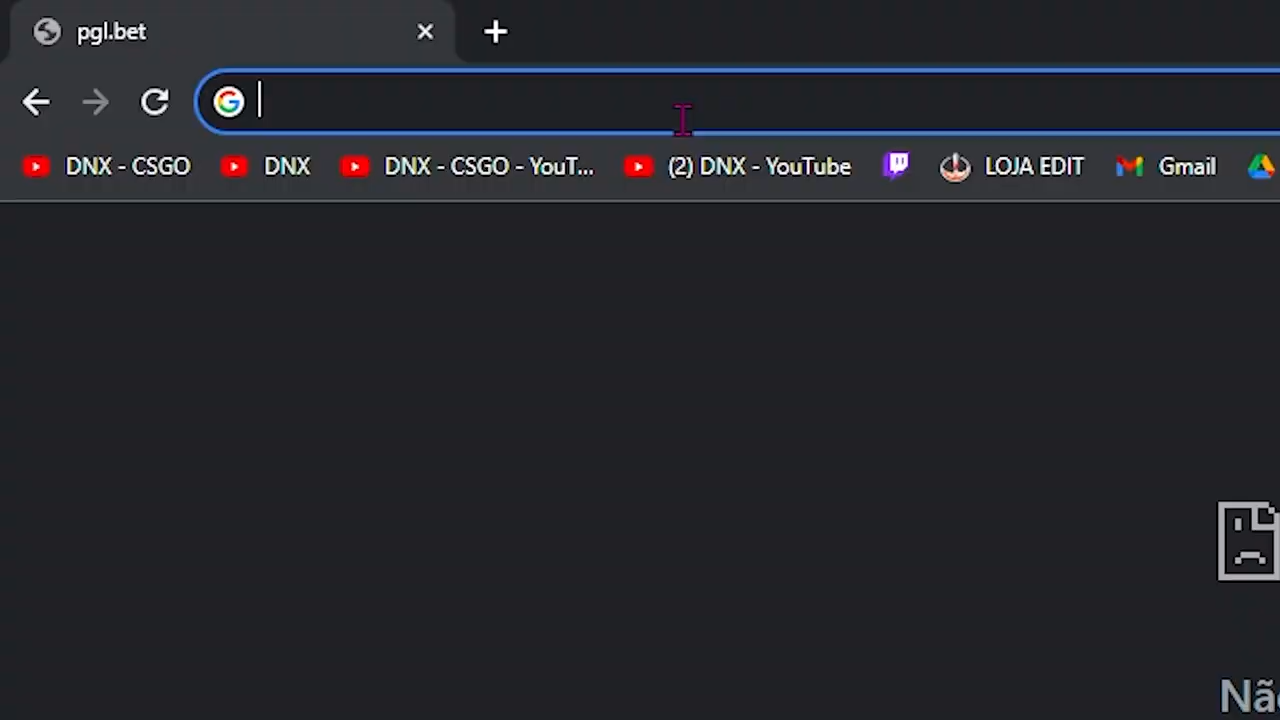 pgl.bet
DNX - CSGO DNX DNX - CSGO - YouT... (2) DNX - YouTube LOJA EDIT Gmail